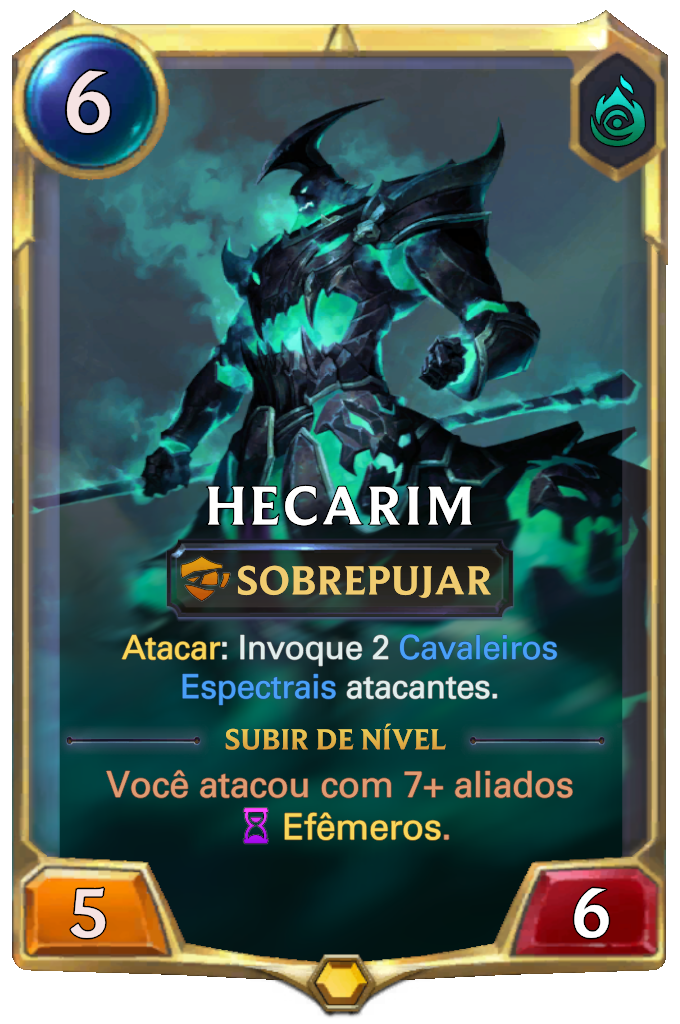 6
HECARIM
SOBREPUJAR
Atacar: Invoque 2 Cavaleiros
Espectrais atacantes.
SUBIR DE NÍVEL
Você atacou com 7+ aliados
Efêmeros.
5
6